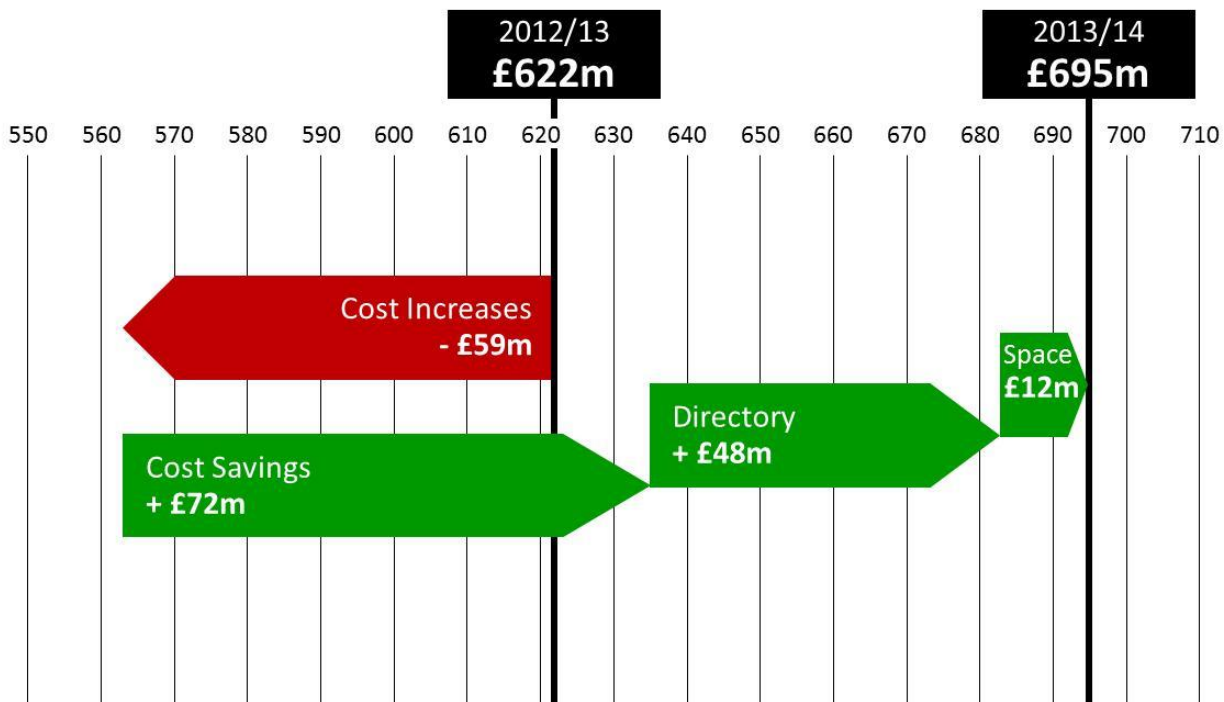 2012/13
£622m
2013/14
£695m
550 560 570 580 590 600 610 620 630 640 650 660 670 680 690 700 710
Cost Increases
- £59m
Space
£12m
Directory
+ £48m
Cost Savings
+ £72m